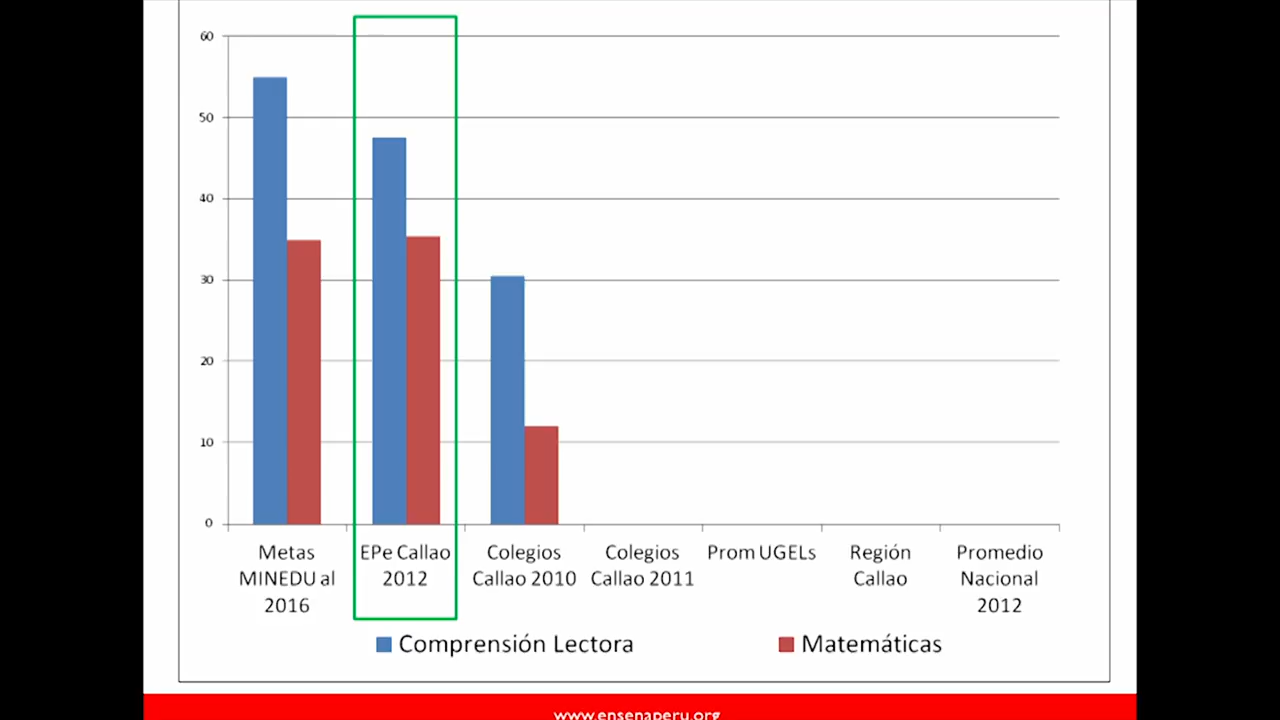 60
50
40
30
20
10
0
Metas MINEDU al 2016
EPe Callao 2012
Colegios Callao 2010
Colegios Callao 2011
Prom UGELs
Región Callao
Promedio Nacional 2012
Comprensión Lectora
Matemáticas
www.ensenaperu.org